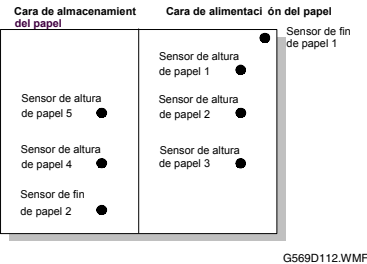 Cara de almacenamient
del papel
Cara de alimentaci ón del papel
Sensor de fin
de papel 1
Sensor de altura
de papel 1
Sensor de altura
de papel 5
Sensor de altura
de papel 2
Sensor de altura
de papel 4
Sensor de altura
de papel 3
Sensor de fin
de papel 2
G569D112.WMF